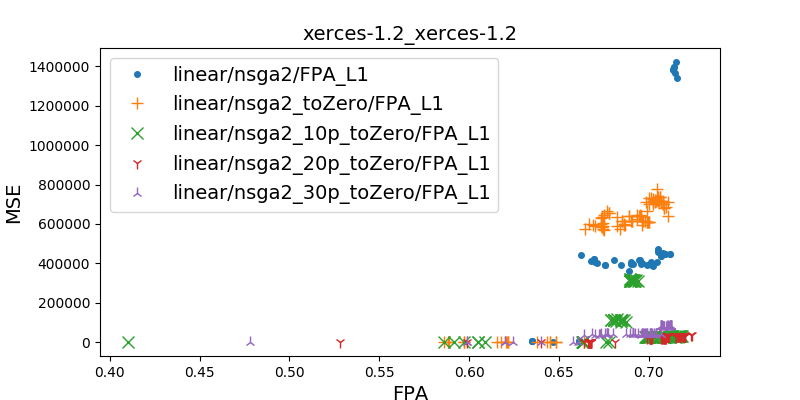 xerces-1.2_xerces-1.2
linear/nsga2/FPA_L1
linear/nsga2_toZero/FPA_L1
linear/nsga2_10p_toZero/FPA_L1
linear/nsga2_20p_toZero/FPA_L1
linear/nsga2_30p_toZero/FPA_L1
MSE
1400000
1200000
1000000
800000
600000
400000
200000
0
0.40 0.45 0.50 0.55 0.60 0.65 0.70
FPA